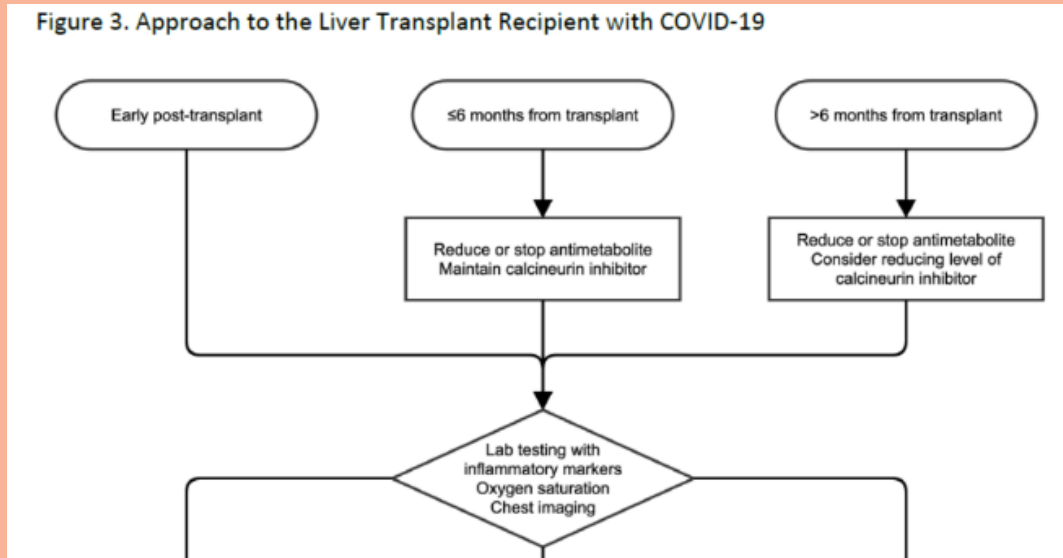 Figure 3. Approach to the Liver Transplant Recipient with COVID-19
Early post-transplant
≤6 months from transplant
>6 months from transplant
Reduce or stop antimetabolite
Maintain calcineurin inhibitor
Reduce or stop antimetabolite
Consider reducing level of
calcineurin inhibitor
Lab testing with
inflammatory markers
Oxygen saturation
Chest imaging